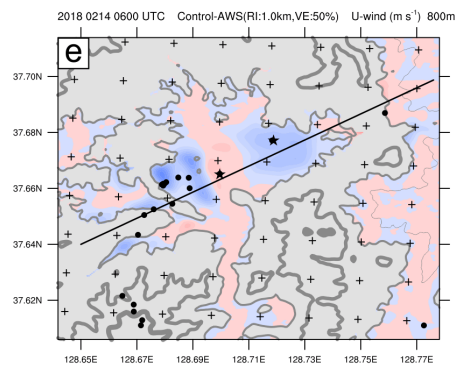 2018 0214 0600 UTC Control-AWS(RI:1.0km,VE:50%) U-wind (m s⁻¹) 800m
e
37.70N
37.68N
37.66N
37.64N
37.62N
128.65E 128.67E 128.69E 128.71E 128.73E 128.75E 128.77E